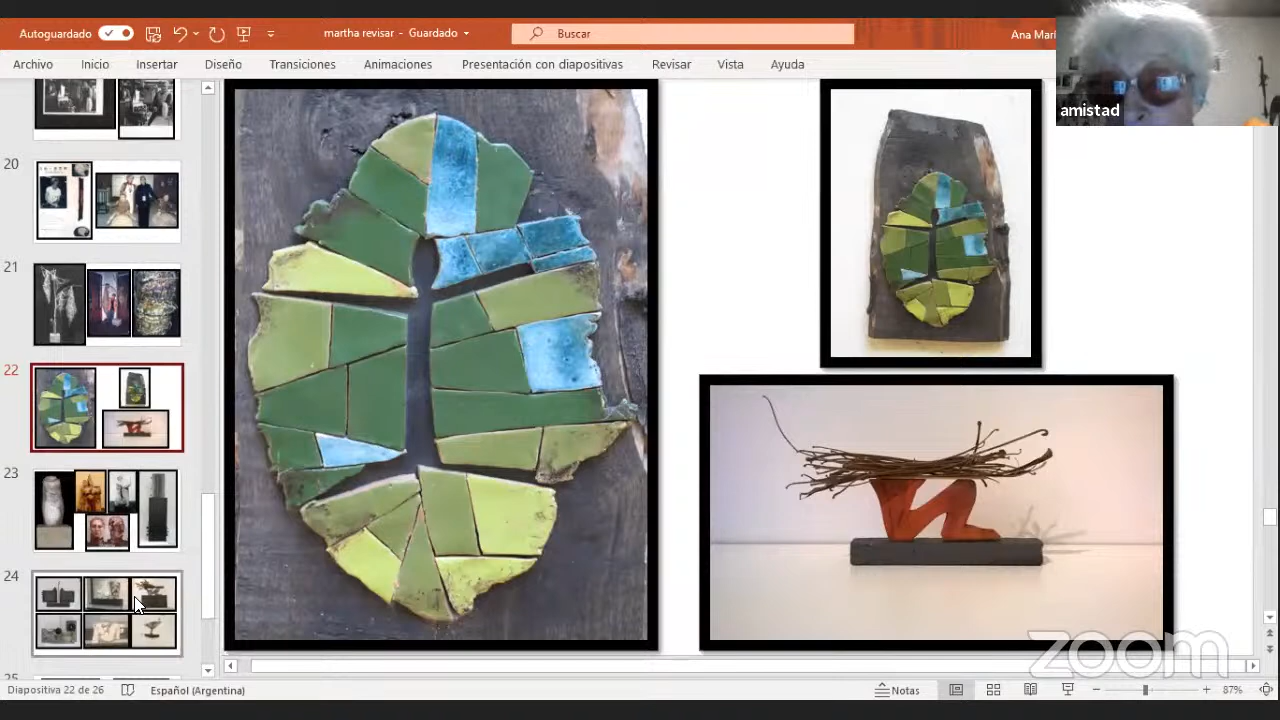 Autoguardado
martha revisar - Guardado
Buscar
Ana Marí
Archivo
Inicio
Insertar
Diseño
Transiciones
Animaciones
Presentación con diapositivas
Revisar
Vista
Ayuda
amistad
20
21
22
23
24
zoom
Diapositiva 22 de 26
Español (Argentina)
Notas
87%